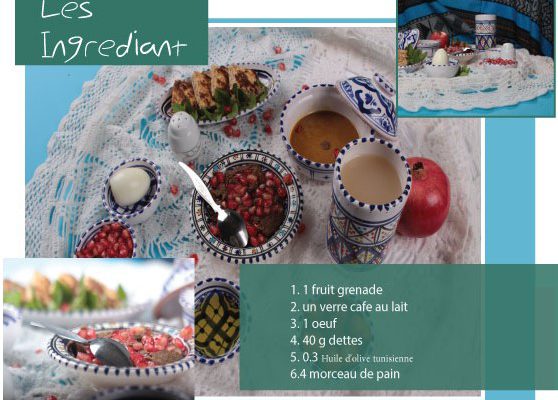 Les
Ingrediant
1. 1 fruit grenade
2. un verre cafe au lait
3. 1 oeuf
4. 40 g dettes
5. 0.3 Huile d'olive tunisienne
6.4 morceau de pain